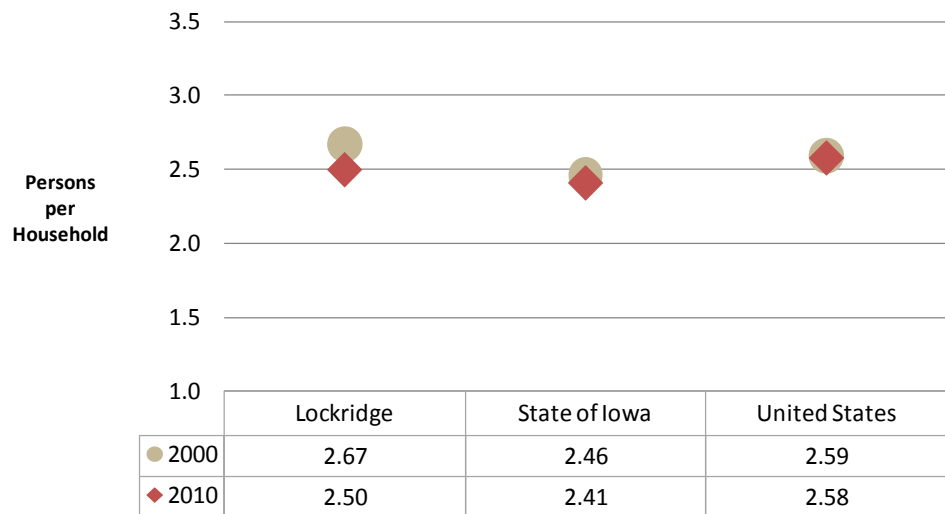 3.5
3.0
2.5
2.0
1.5
1.0
Persons
per
Household
Lockridge State of Iowa United States
2000 2.67 2.46 2.59
2010 2.50 2.41 2.58